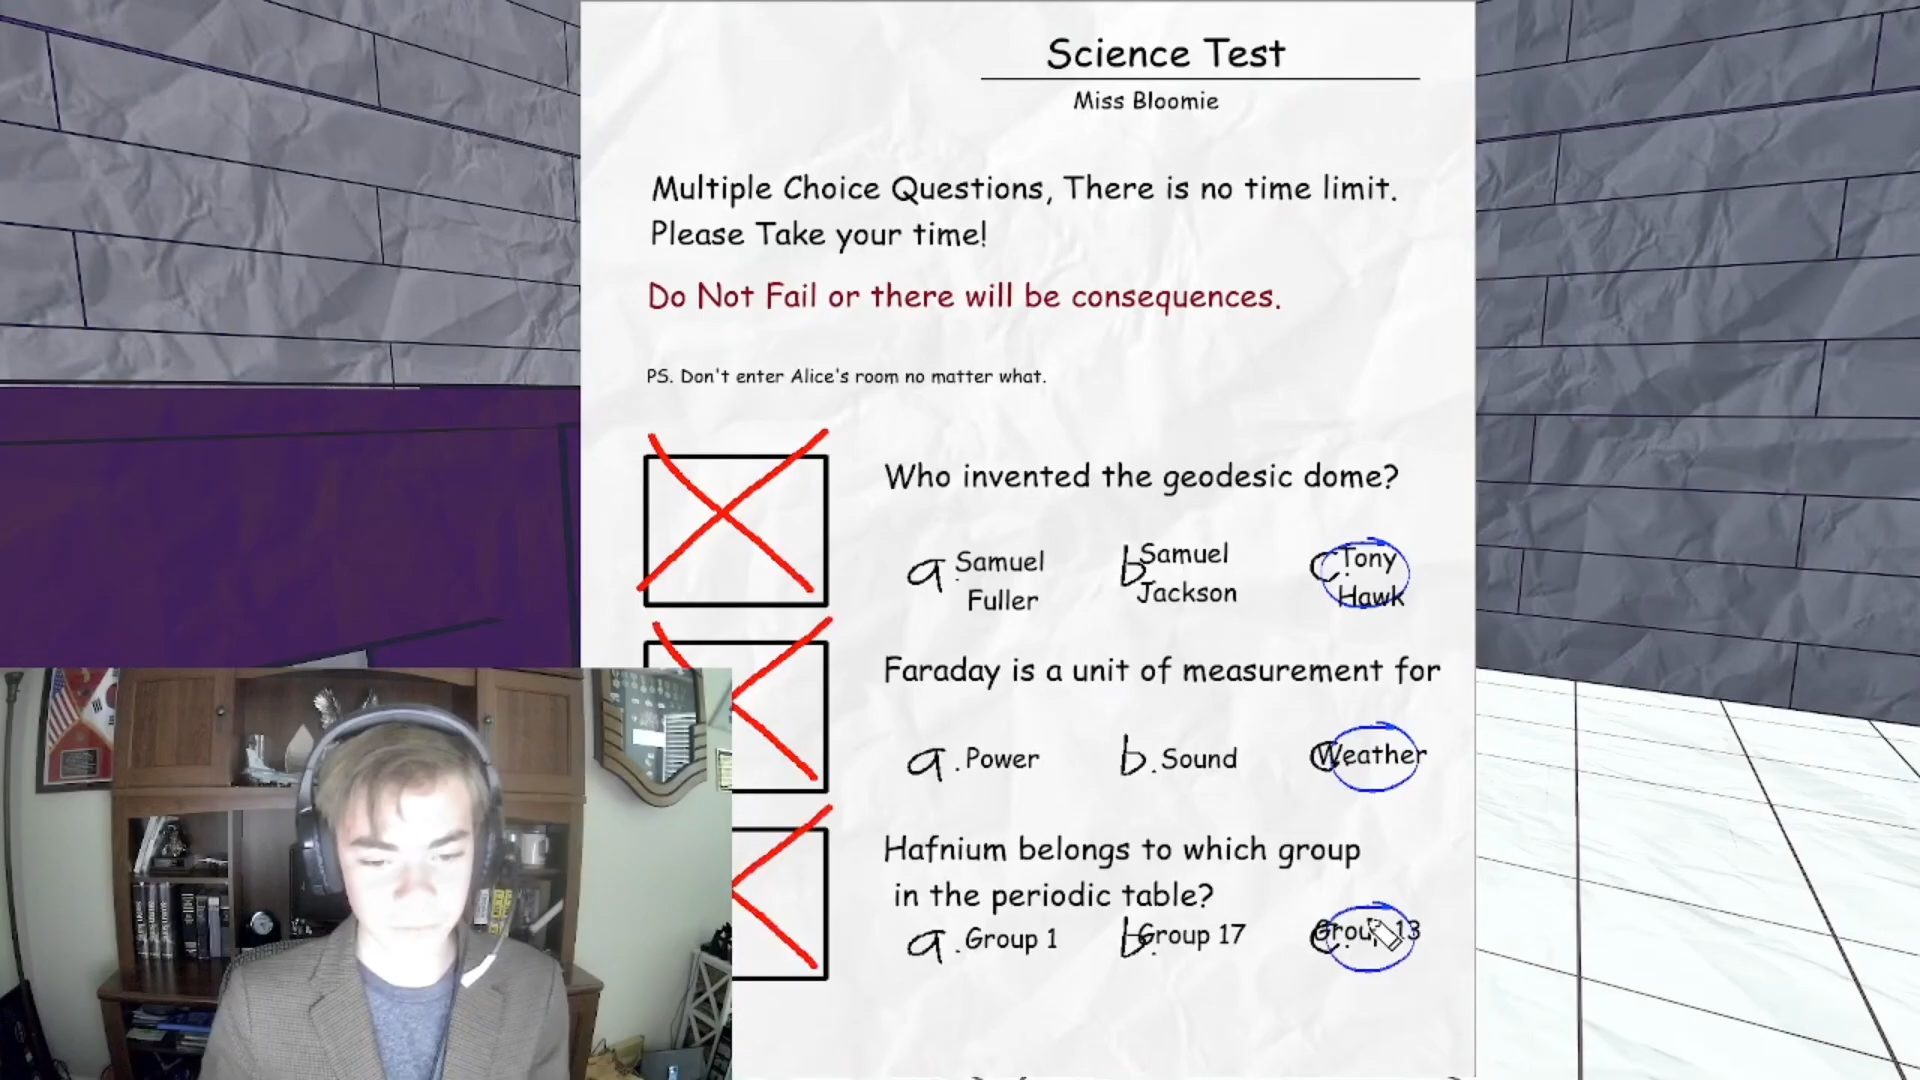 Science Test
Miss Bloomie
Multiple Choice Questions, There is no time limit.
Please Take your time!
Do Not Fail or there will be consequences.
PS. Don't enter Alice's room no matter what.
Who invented the geodesic dome?
a. Samuel Fuller
b. Samuel Jackson
c. Tony Hawk
Faraday is a unit of measurement for
a. Power
b. Sound
c. Weather
Hafnium belongs to which group
in the periodic table?
a. Group 1
b. Group 17
c. Group 13